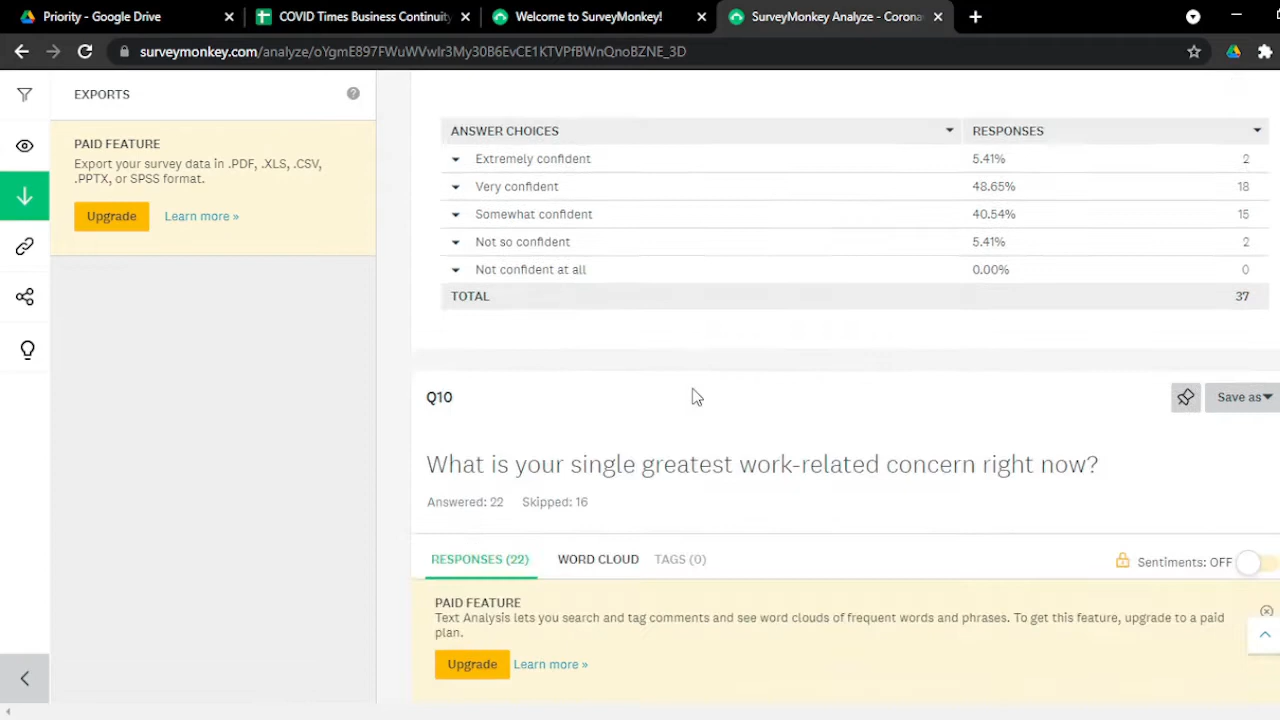 Priority - Google Drive
COVID Times Business Continuity
Welcome to SurveyMonkey!
SurveyMonkey Analyze - Corona
surveymonkey.com/analyze/oYgmE897FWuWVwIr3My30B6EvCE1KTVPfBWnQnoBZNE_3D
EXPORTS
PAID FEATURE
Export your survey data in .PDF, .XLS, .CSV,
.PPTX, or SPSS format.
Upgrade Learn more »
ANSWER CHOICES RESPONSES
Extremely confident 5.41% 2
Very confident 48.65% 18
Somewhat confident 40.54% 15
Not so confident 5.41% 2
Not confident at all 0.00% 0
TOTAL 37
Q10
Save as
What is your single greatest work-related concern right now?
Answered: 22 Skipped: 16
RESPONSES (22) WORD CLOUD TAGS (0)
Sentiments: OFF
PAID FEATURE
Text Analysis lets you search and tag comments and see word clouds of frequent words and phrases. To get this feature, upgrade to a paid
plan.
Upgrade Learn more »